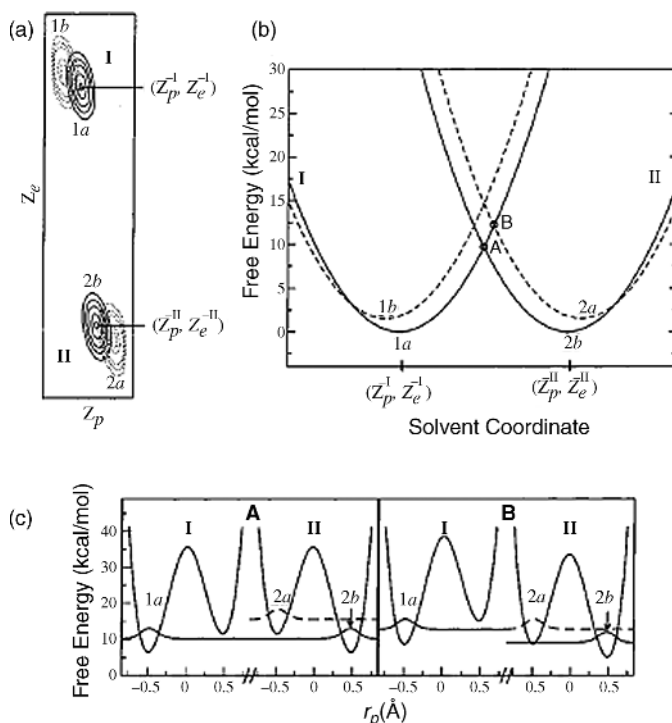 (a)
1b
I
(Z̄p^I, Z̄e^I)
1a
Ze
2b
(Z̄p^II, Z̄e^II)
II
2a
Zp
(b)
Free Energy (kcal/mol)
30
25
20
15
10
5
0
I
II
B
A
1b
2a
1a
2b
(Z̄p^I, Z̄e^I)
(Z̄p^II, Z̄e^II)
Solvent Coordinate
(c)
Free Energy (kcal/mol)
40
30
20
10
0
I
A
II
1a
2a
2b
I
B
II
1a
2a
2b
-0.5 0 0.5 -0.5 0 0.5 -0.5 0 0.5 -0.5 0 0.5
rp(Å)